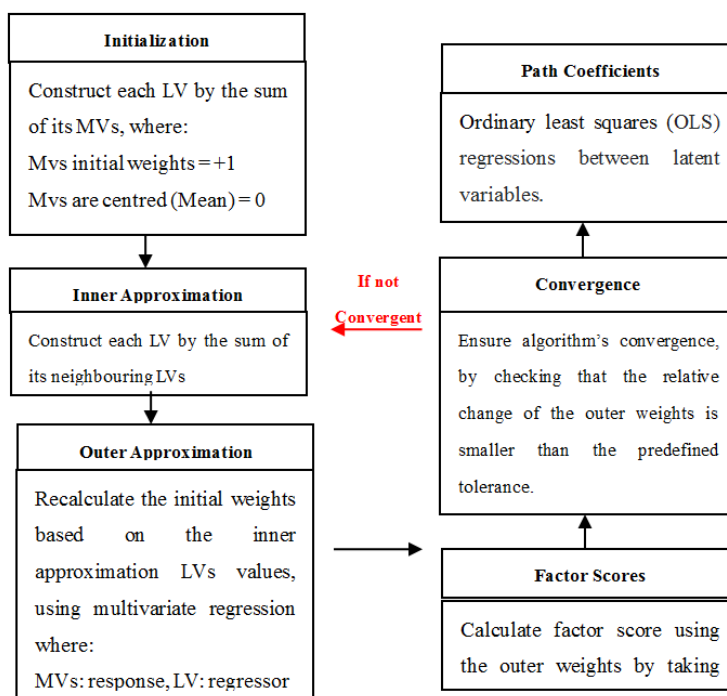 Initialization
Construct each LV by the sum
of its MVs, where:
Mvs initial weights = +1
Mvs are centred (Mean) = 0
Inner Approximation
Construct each LV by the sum of
its neighbouring LVs
Outer Approximation
Recalculate the initial weights
based on the inner
approximation LVs values,
using multivariate regression
where:
MVs: response, LV: regressor
If not
Convergent
Path Coefficients
Ordinary least squares (OLS)
regressions between latent
variables.
Convergence
Ensure algorithm's convergence,
by checking that the relative
change of the outer weights is
smaller than the predefined
tolerance.
Factor Scores
Calculate factor score using
the outer weights by taking